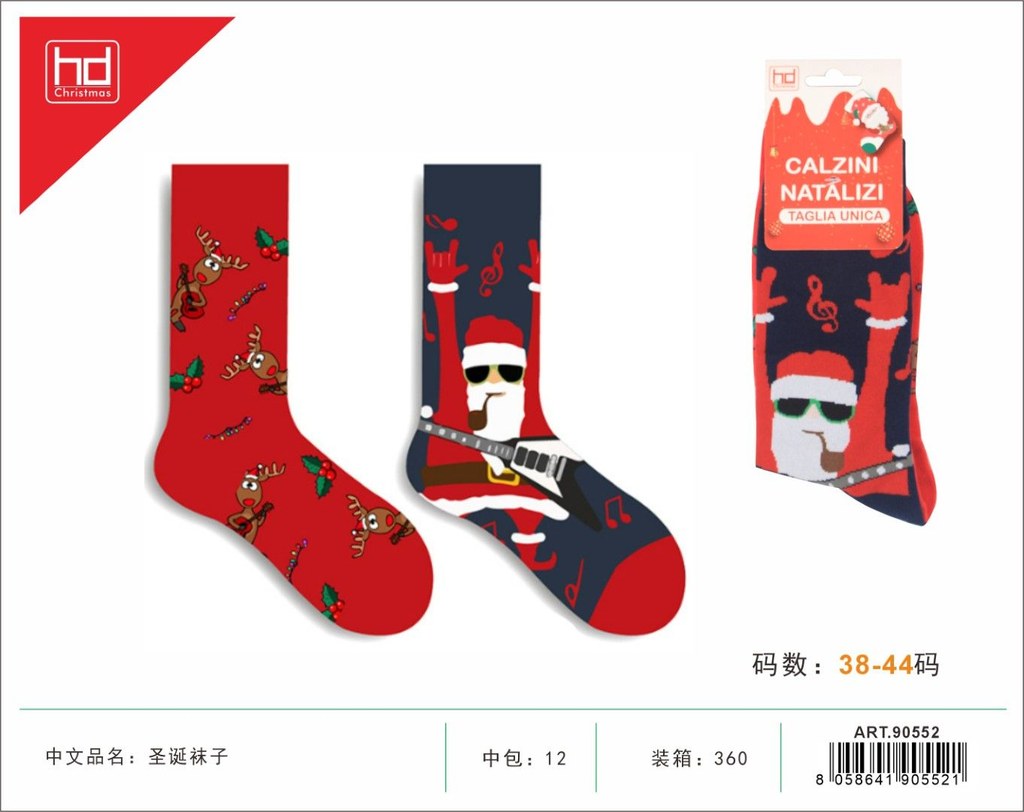 hd
Christmas
hd
CALZINI
NATALIZI
TAGLIA UNICA
码数：38-44码
中文品名：圣诞袜子
中包：12
装箱：360
ART.90552
8 058641 905521